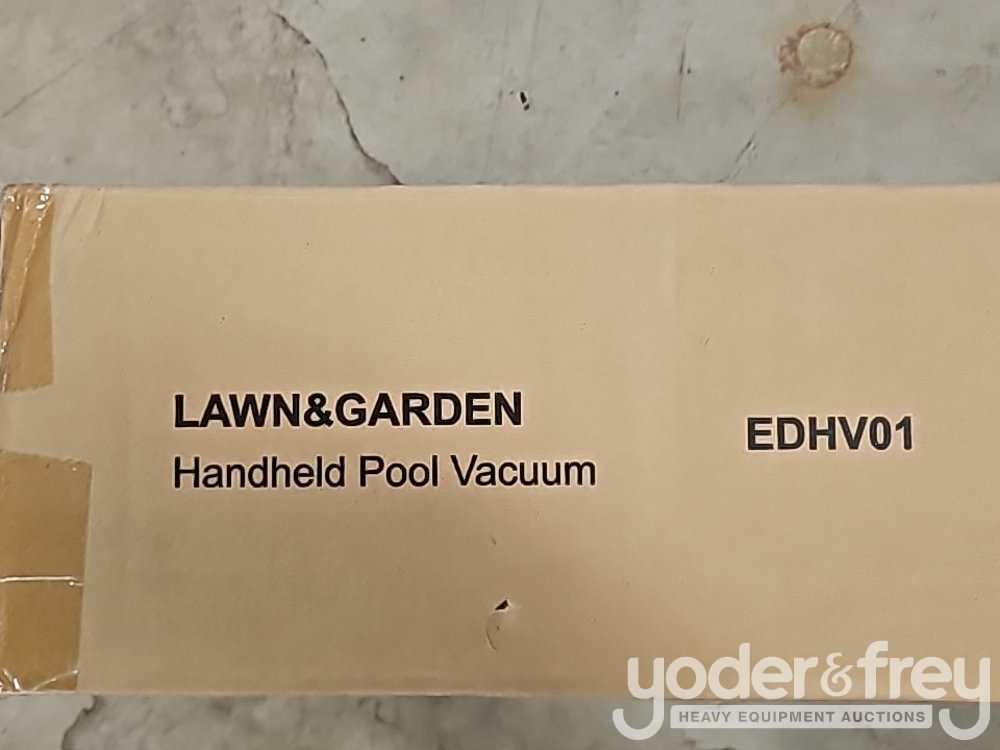 LAWN&GARDEN
Handheld Pool Vacuum
EDHV01
yoder&frey
HEAVY EQUIPMENT AUCTIONS